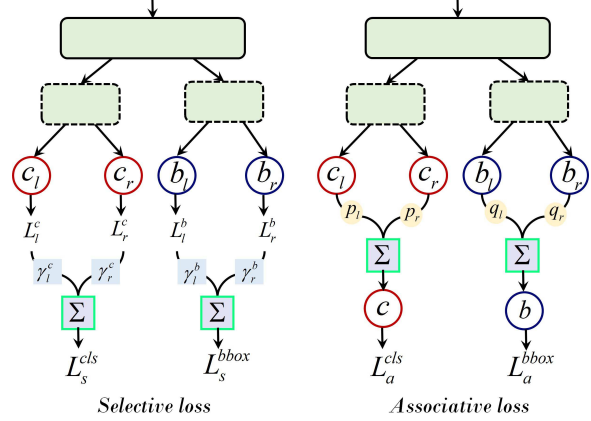 c_l c_r b_l b_r c_l c_r b_l b_r
p_l p_r q_l q_r
L_l^c L_r^c L_l^b L_r^b
Σ Σ
γ_l^c γ_r^c γ_l^b γ_r^b
Σ Σ c b
L_s^{cls} L_s^{bbox} L_a^{cls} L_a^{bbox}
Selective loss Associative loss